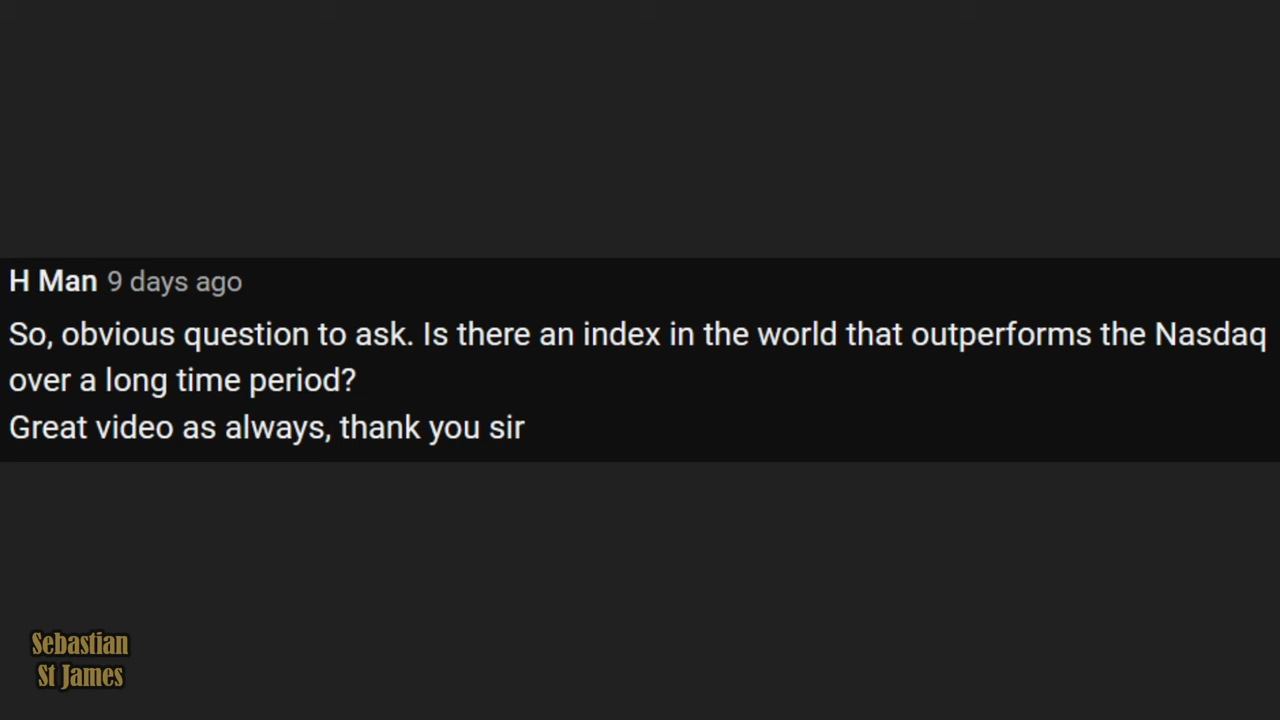 H Man 9 days ago
So, obvious question to ask. Is there an index in the world that outperforms the Nasdaq
over a long time period?
Great video as always, thank you sir
Sebastian
St James